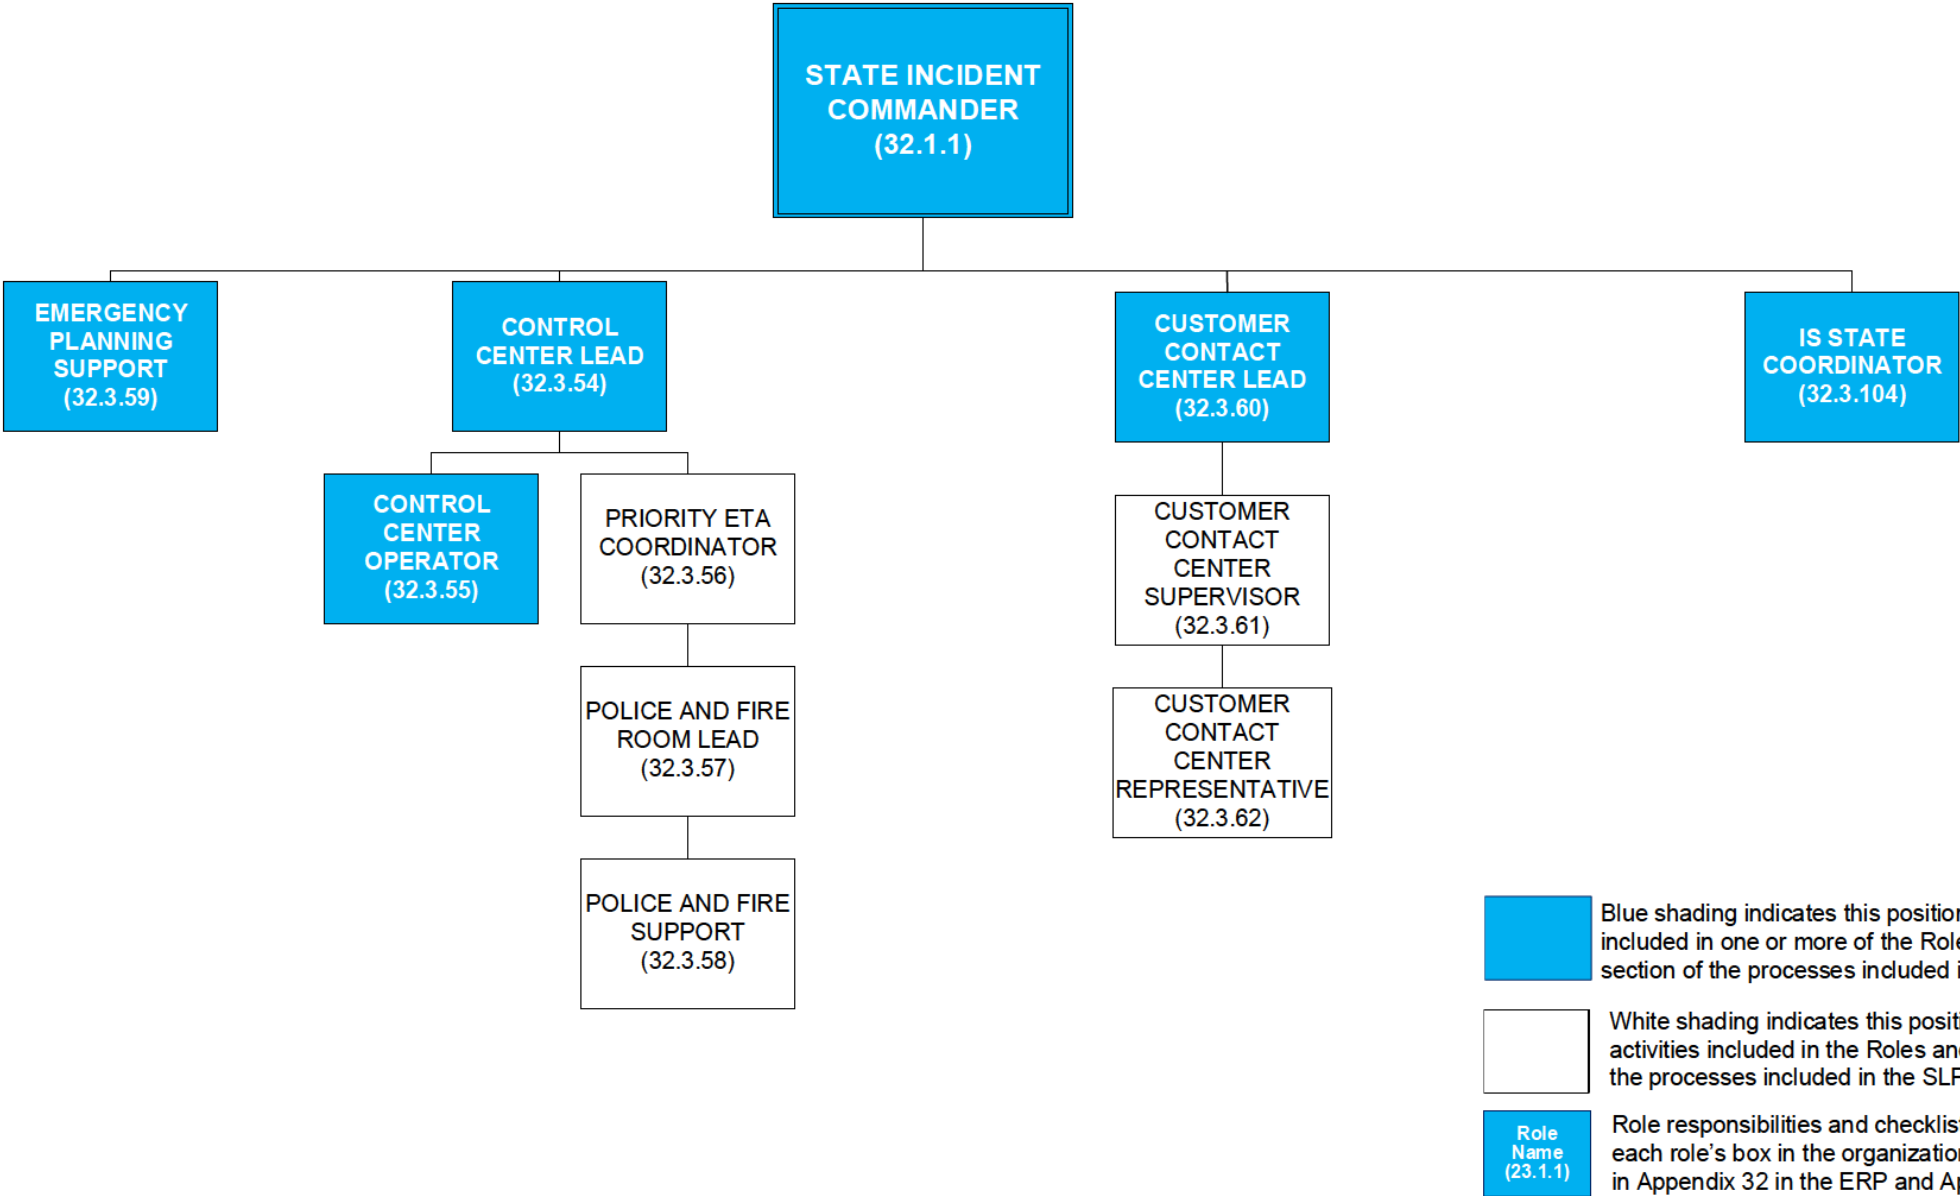 STATE INCIDENT
COMMANDER
(32.1.1)
EMERGENCY
PLANNING
SUPPORT
(32.3.59)
CONTROL
CENTER LEAD
(32.3.54)
CUSTOMER
CONTACT
CENTER LEAD
(32.3.60)
IS STATE
COORDINATOR
(32.3.104)
CONTROL
CENTER
OPERATOR
(32.3.55)
PRIORITY ETA
COORDINATOR
(32.3.56)
CUSTOMER
CONTACT
CENTER
SUPERVISOR
(32.3.61)
POLICE AND FIRE
ROOM LEAD
(32.3.57)
CUSTOMER
CONTACT
CENTER
REPRESENTATIVE
(32.3.62)
POLICE AND FIRE
SUPPORT
(32.3.58)
Blue shading indicates this position
included in one or more of the Role
section of the processes included
White shading indicates this
activities included in the Roles
the processes included in the
Role
Name
(23.1.1)
Role responsibilities and
each role's box in the
in Appendix 32 in the ERP and